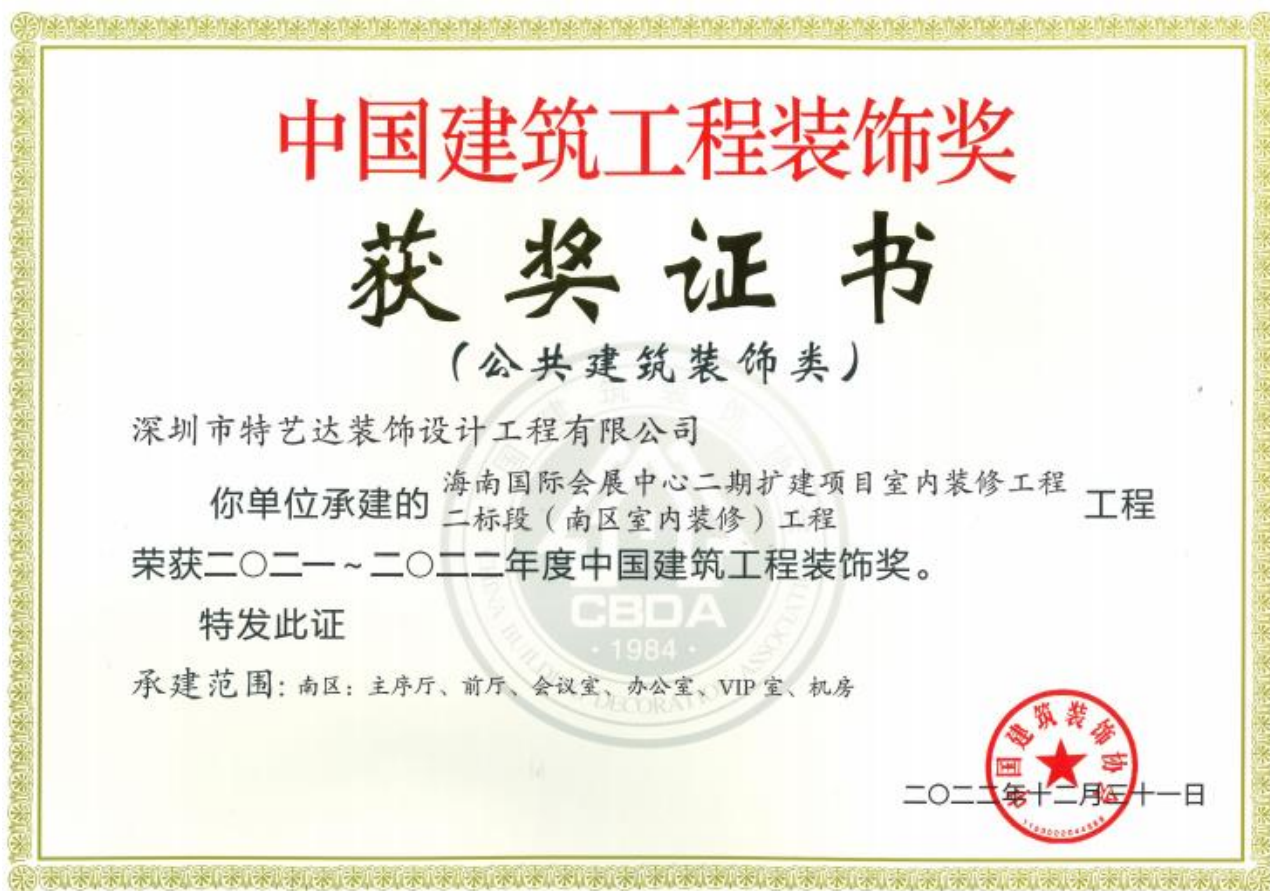 中国建筑工程装饰奖
获奖证书
（公共建筑装饰类）
深圳市特艺达装饰设计工程有限公司
你单位承建的 海南国际会展中心二期扩建项目室内装修工程
二标段（南区室内装修）工程 工程
荣获二〇二一~二〇二二年度中国建筑工程装饰奖。
特发此证
承建范围：南区：主序厅、前厅、会议室、办公室、VIP 室、机房
二〇二二年十二月三十一日
中国建筑装饰协会
CBDA
· 1984 ·
CHINA BUILDING DECORATION ASSOCIATION